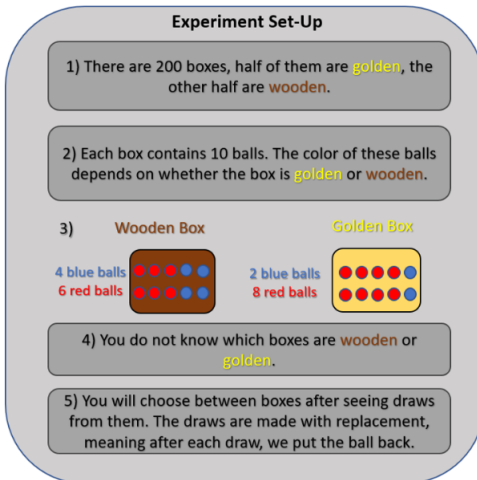 Experiment Set-Up
1) There are 200 boxes, half of them are golden, the
other half are wooden.
2) Each box contains 10 balls. The color of these balls
depends on whether the box is golden or wooden.
3)
Wooden Box
Golden Box
4 blue balls
6 red balls
2 blue balls
8 red balls
4) You do not know which boxes are wooden or
golden.
5) You will choose between boxes after seeing draws
from them. The draws are made with replacement,
meaning after each draw, we put the ball back.